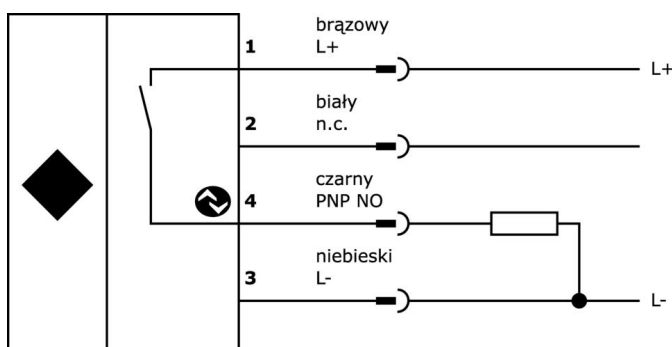 brązowy
1 L+
L+
biały
2 n.c.
czarny
4 PNP NO
niebieski
3 L-
L-